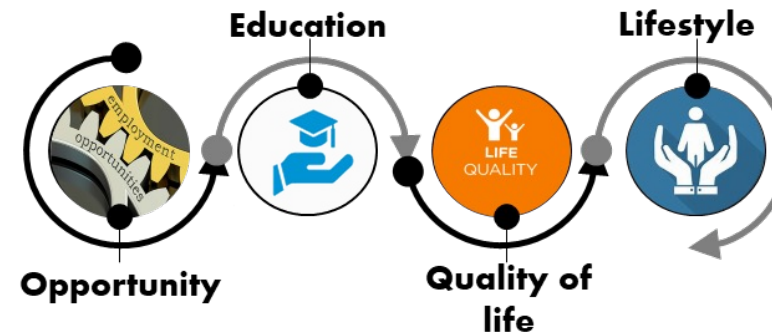 Education
Lifestyle
employment
opportunities
LIFE
QUALITY
Opportunity
Quality of
life